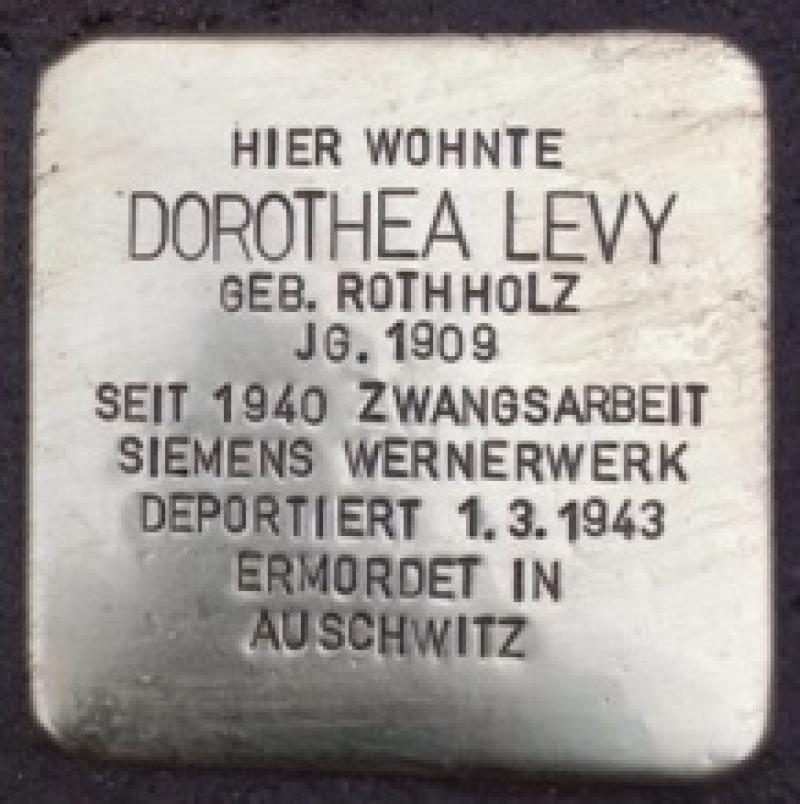 HIER WOHNTE
DOROTHEA LEVY
GEB. ROTHHOLZ
JG. 1909
SEIT 1940 ZWANGSARBEIT
SIEMENS WERNERWERK
DEPORTIERT 1.3.1943
ERMORDET IN
AUSCHWITZ